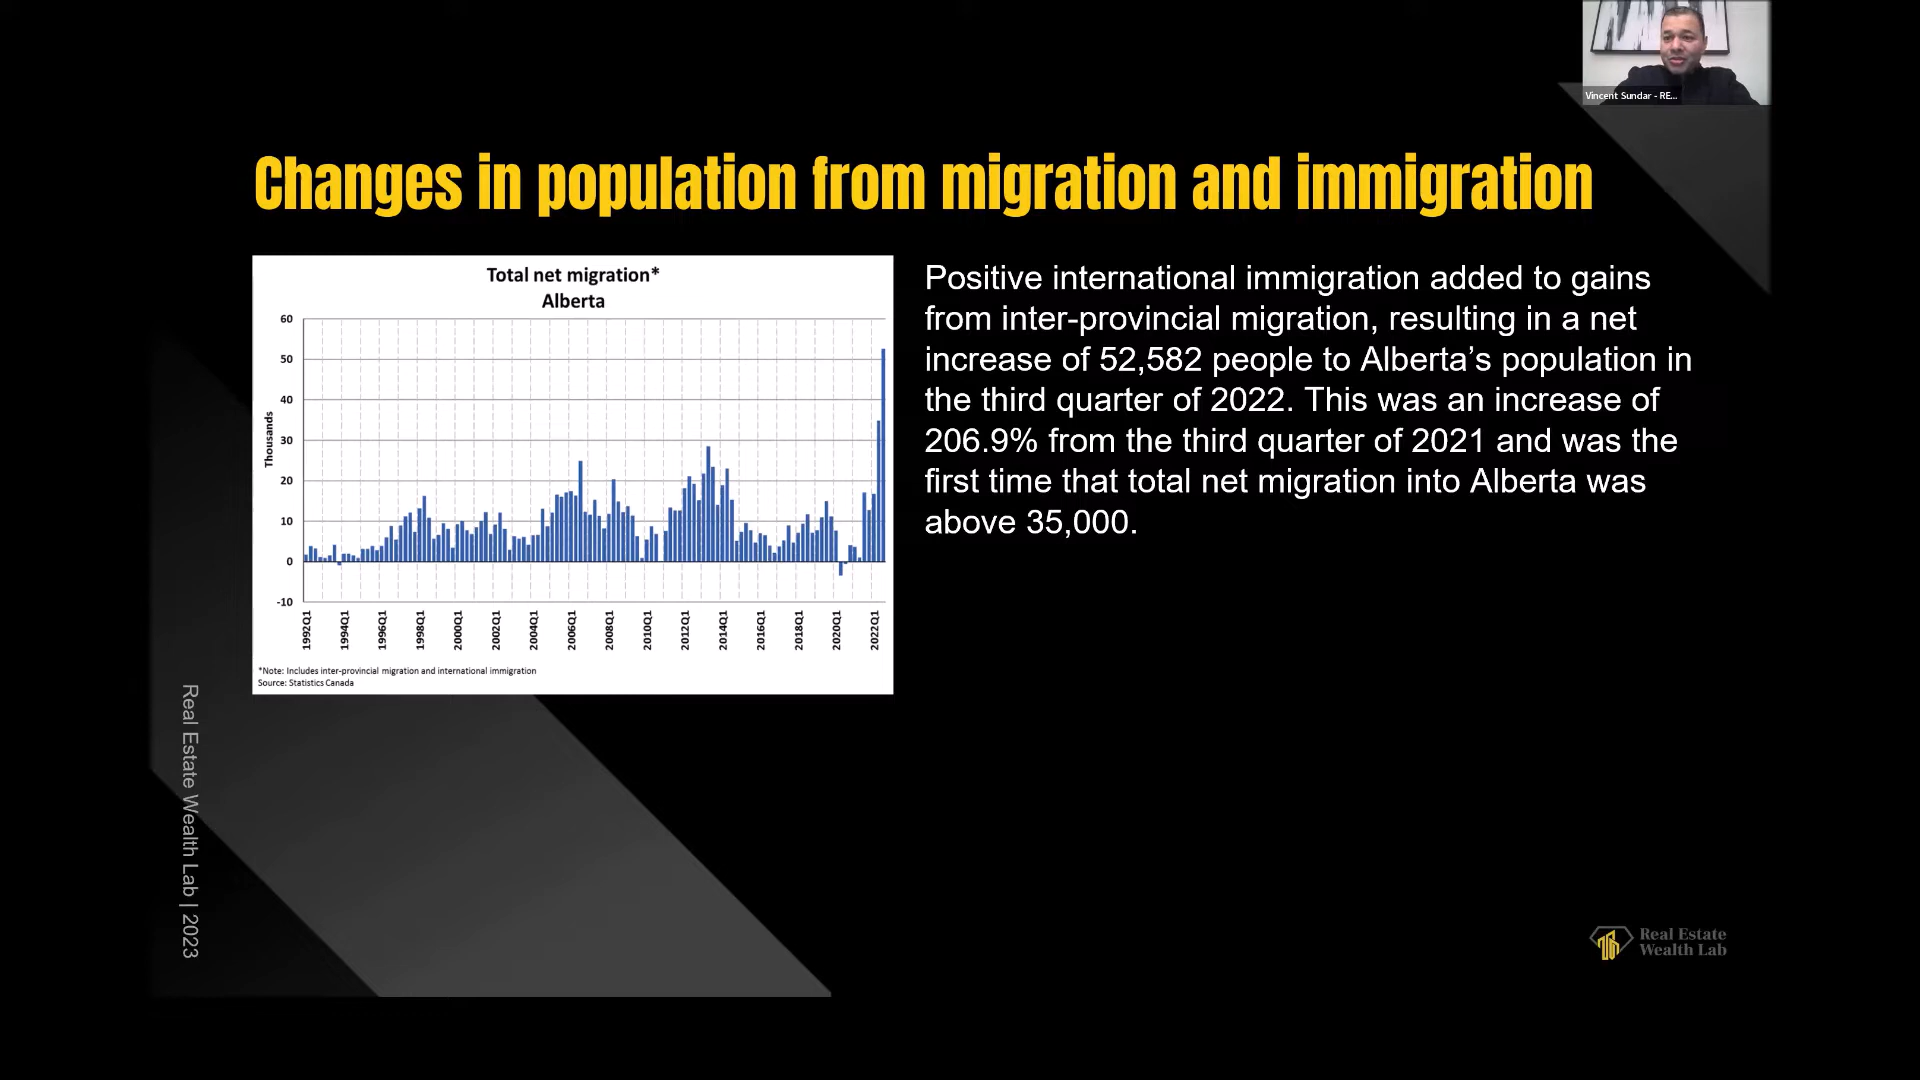 Vincent Sundar - RE...
Changes in population from migration and immigration
Total net migration*
Alberta
60
50
40
30
20
10
0
-10
Thousands
1992Q1
1994Q1
1996Q1
1998Q1
2000Q1
2002Q1
2004Q1
2006Q1
2008Q1
2010Q1
2012Q1
2014Q1
2016Q1
2018Q1
2020Q1
2022Q1
*Note: Includes inter-provincial migration and international immigration
Source: Statistics Canada
Positive international immigration added to gains
from inter-provincial migration, resulting in a net
increase of 52,582 people to Alberta’s population in
the third quarter of 2022. This was an increase of
206.9% from the third quarter of 2021 and was the
first time that total net migration into Alberta was
above 35,000.
Real Estate Wealth Lab | 2023
Real Estate
Wealth Lab